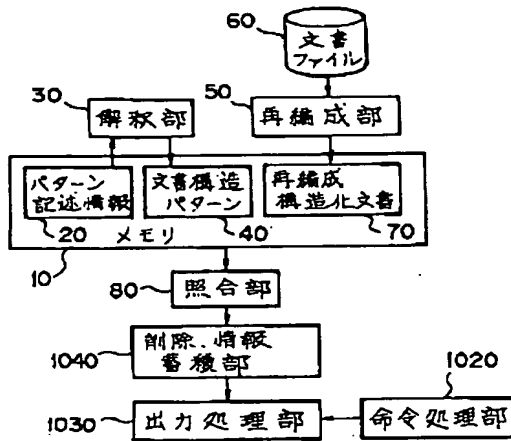 60
文書
ファイル
30
50
解釈部
再編成部
パターン
記述情報
文書構造
パターン
再編成
構造化文書
20
メモリ
40
70
10
80
照合部
1040
削除.情報
蓄積部
1020
1030
出力処理部
命令処理部